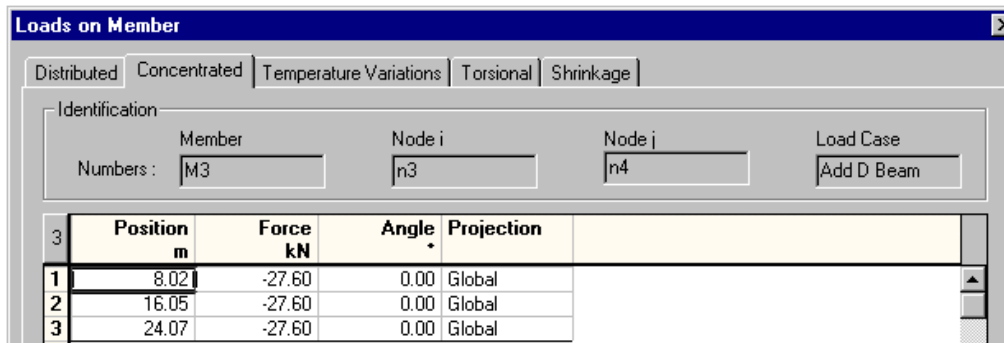 Loads on Member
Distributed Concentrated Temperature Variations Torsional Shrinkage
Identification
Member Node i Node j Load Case
Numbers : M3 n3 n4 Add D Beam
3 Position Force Angle Projection
m kN °
1 8.02 -27.60 0.00 Global
2 16.05 -27.60 0.00 Global
3 24.07 -27.60 0.00 Global